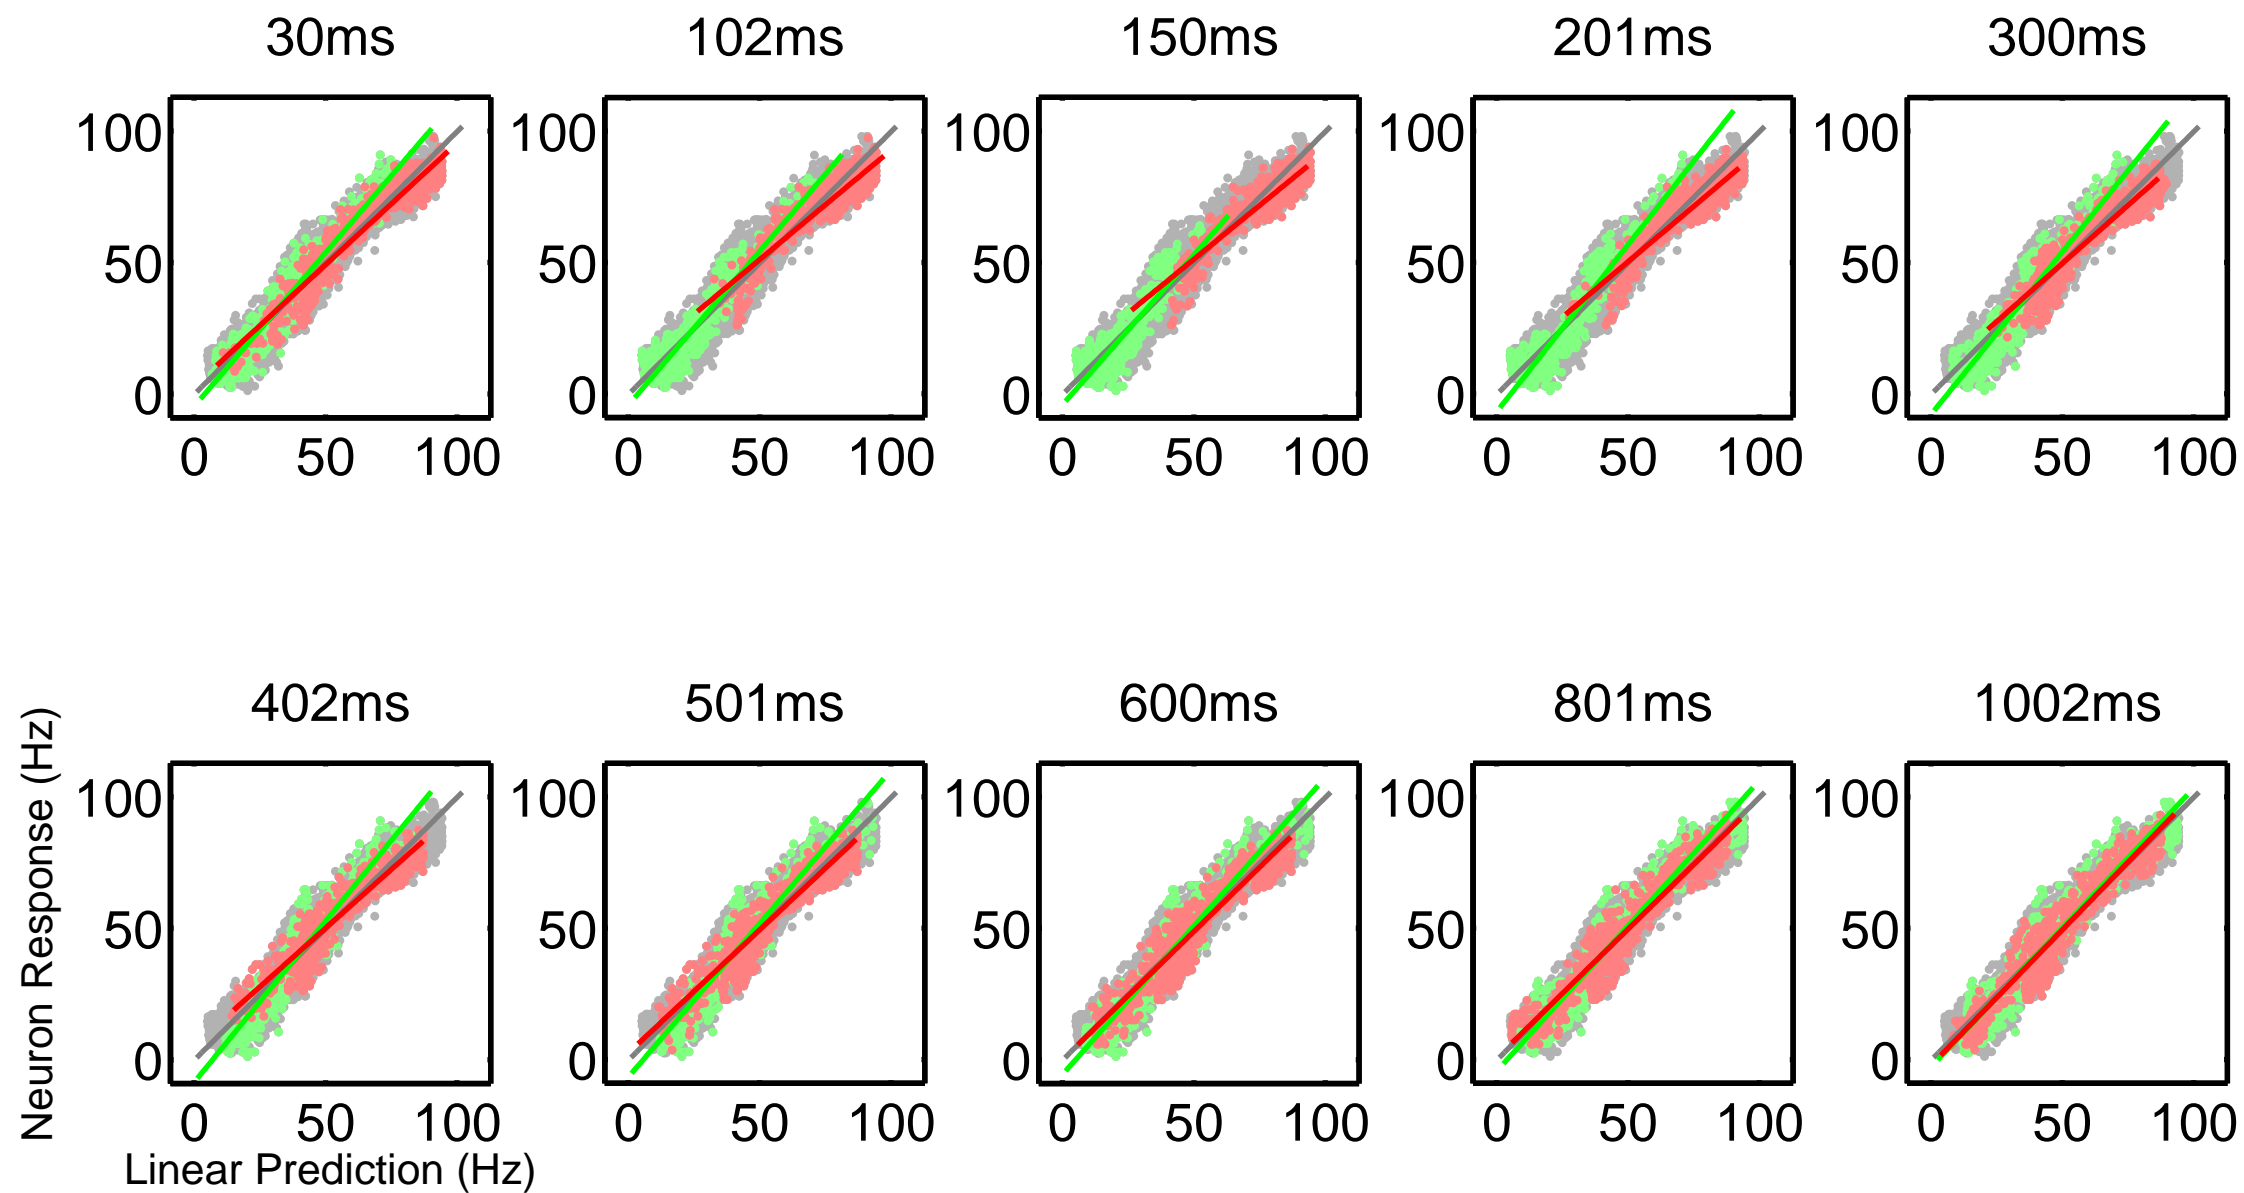 30ms 102ms 150ms 201ms 300ms
100 100 100 100 100
50 50 50 50 50
0 0 0 0 0
0 50 100 0 50 100 0 50 100 0 50 100 0 50 100
402ms 501ms 600ms 801ms 1002ms
Neuron Response (Hz)
100 100 100 100 100
50 50 50 50 50
0 0 0 0 0
0 50 100 0 50 100 0 50 100 0 50 100 0 50 100
Linear Prediction (Hz)